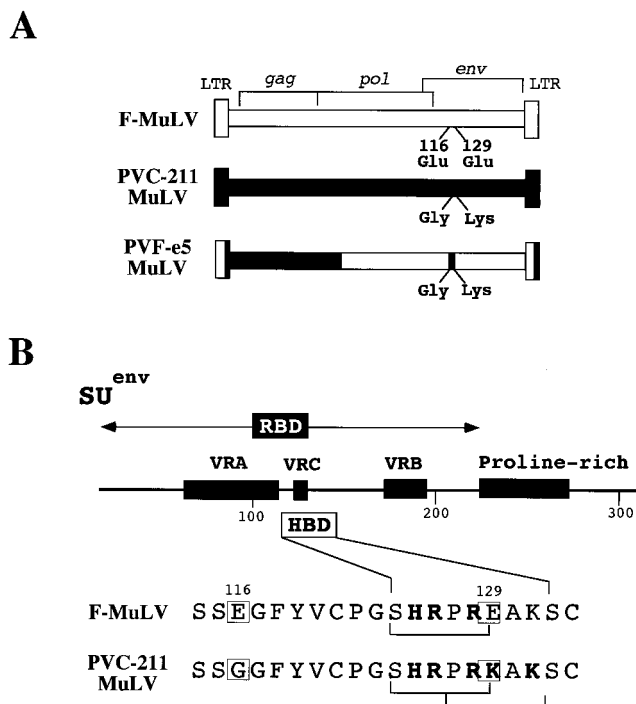 A
LTR gag pol env LTR
F-MuLV
116 129
Glu Glu
PVC-211
MuLV
Gly Lys
PVF-e5
MuLV
Gly Lys
B
SU env
RBD
VRA VRC VRB Proline-rich
100 200 300
HBD
116 129
F-MuLV SSEGFYVCPGSHRPREAKSC
PVC-211
MuLV SSGGFYVCPGSHRPRKAKSC